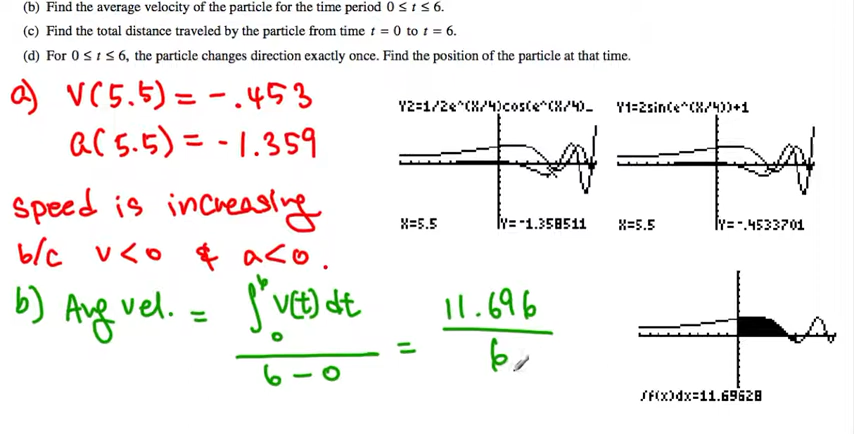 (b) Find the average velocity of the particle for the time period 0 ≤ t ≤ 6.
(c) Find the total distance traveled by the particle from time t = 0 to t = 6.
(d) For 0 ≤ t ≤ 6, the particle changes direction exactly once. Find the position of the particle at that time.
a) v(5.5) = -.453
a(5.5) = -1.359
speed is increasing
b/c v<0 & a<0.
Y2=1/2e^(X/4)cos(e^(X/4)…
X=5.5 Y=-1.358511
Y1=2sin(e^(X/4))+1
X=5.5 Y=-.4533701
b) Avg vel. = ∫₀⁶ v(t) dt / 6 - 0 = 11.696 / 6
∫f(x)dx=11.69628